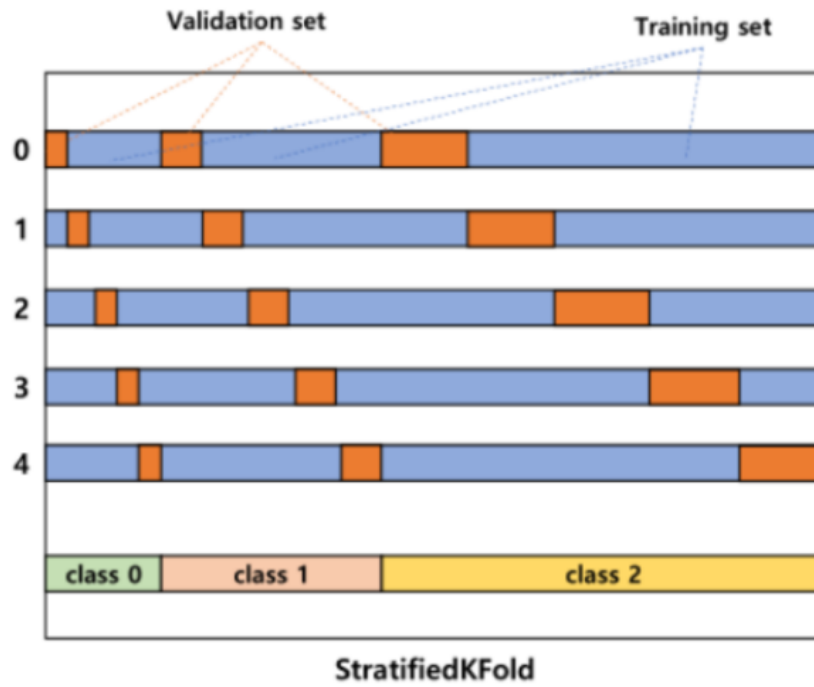 Validation set
Training set
0
1
2
3
4
class 0 class 1 class 2
StratifiedKFold